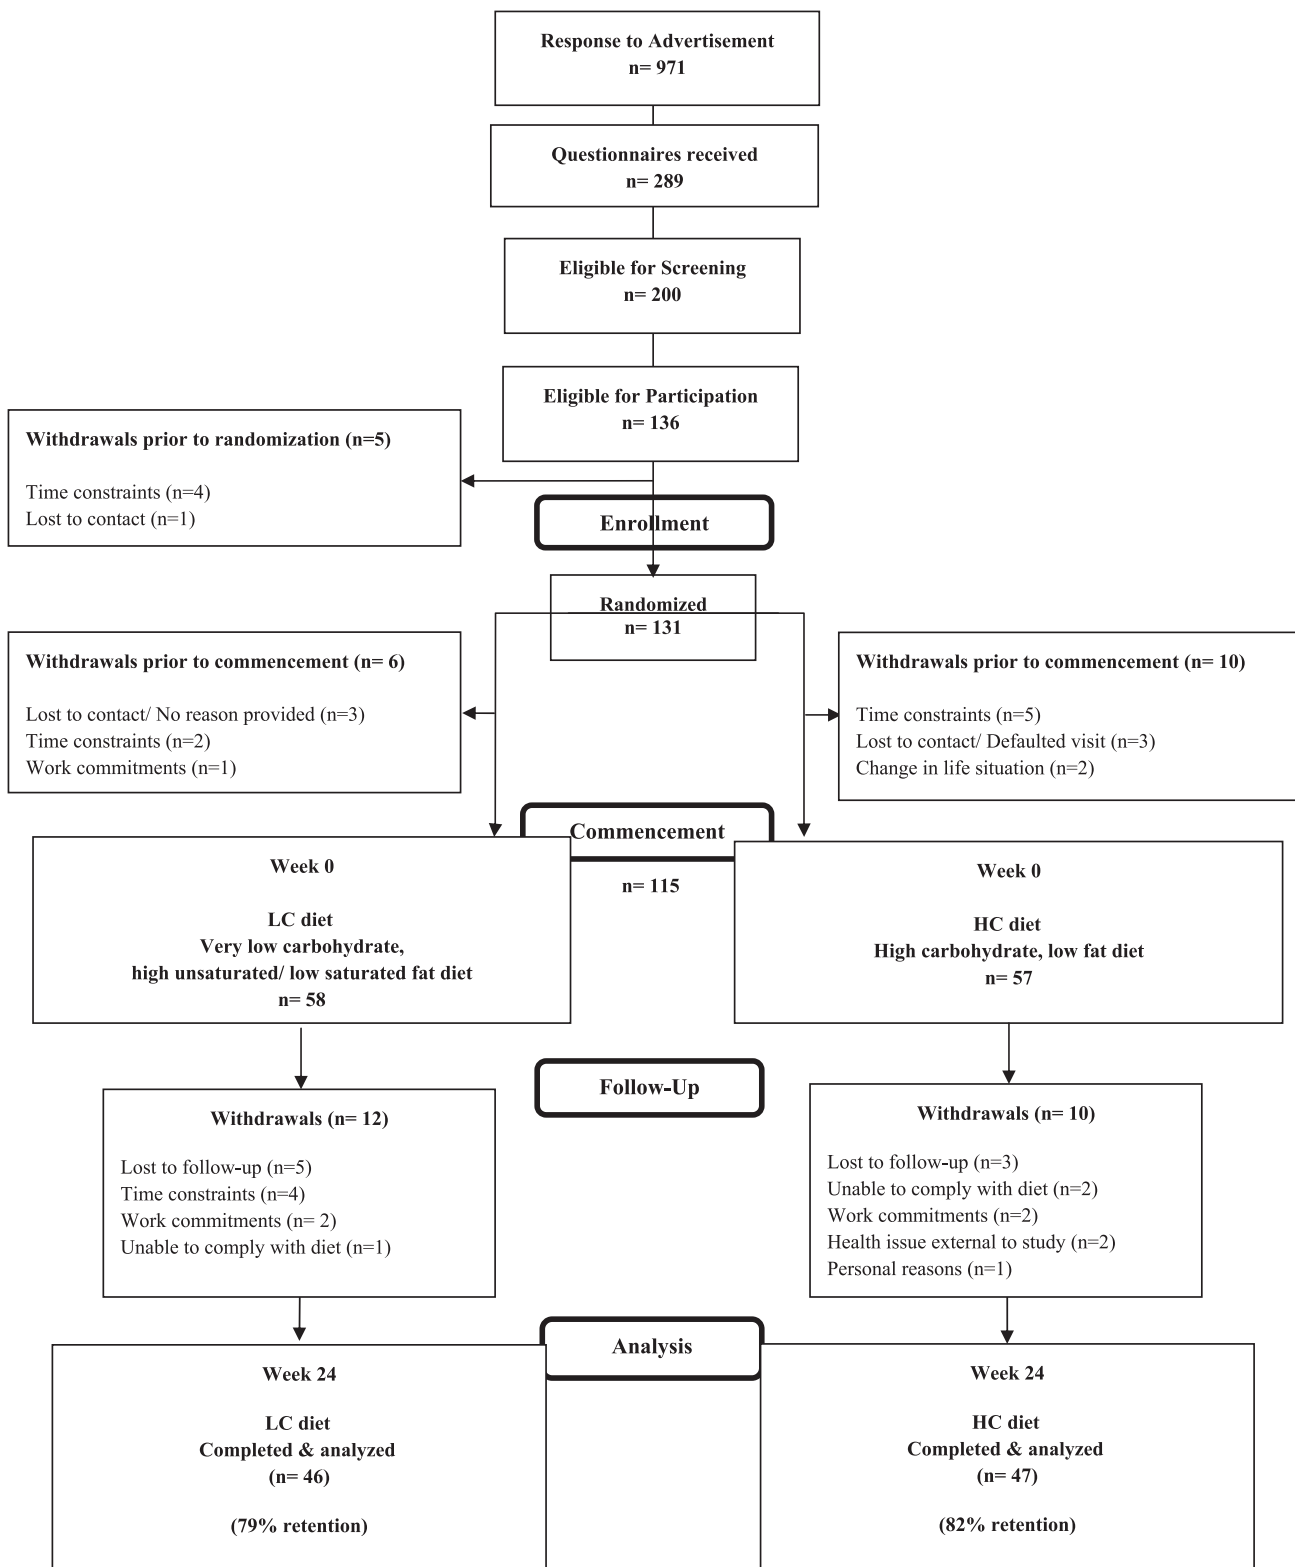 Response to Advertisement
n= 971
Questionnaires received
n= 289
Eligible for Screening
n= 200
Eligible for Participation
n= 136
Withdrawals prior to randomization (n=5)
Time constraints (n=4)
Lost to contact (n=1)
Enrollment
Randomized
n= 131
Withdrawals prior to commencement (n= 6)
Lost to contact/ No reason provided (n=3)
Time constraints (n=2)
Work commitments (n=1)
Withdrawals prior to commencement (n= 10)
Time constraints (n=5)
Lost to contact/ Defaulted visit (n=3)
Change in life situation (n=2)
Commencement
n= 115
Week 0
LC diet
Very low carbohydrate,
high unsaturated/ low saturated fat diet
n= 58
Week 0
HC diet
High carbohydrate, low fat diet
n= 57
Follow-Up
Withdrawals (n= 12)
Lost to follow-up (n=5)
Time constraints (n=4)
Work commitments (n= 2)
Unable to comply with diet (n=1)
Withdrawals (n= 10)
Lost to follow-up (n=3)
Unable to comply with diet (n=2)
Work commitments (n=2)
Health issue external to study (n=2)
Personal reasons (n=1)
Analysis
Week 24
LC diet
Completed & analyzed
(n= 46)
(79% retention)
Week 24
HC diet
Completed & analyzed
(n= 47)
(82% retention)